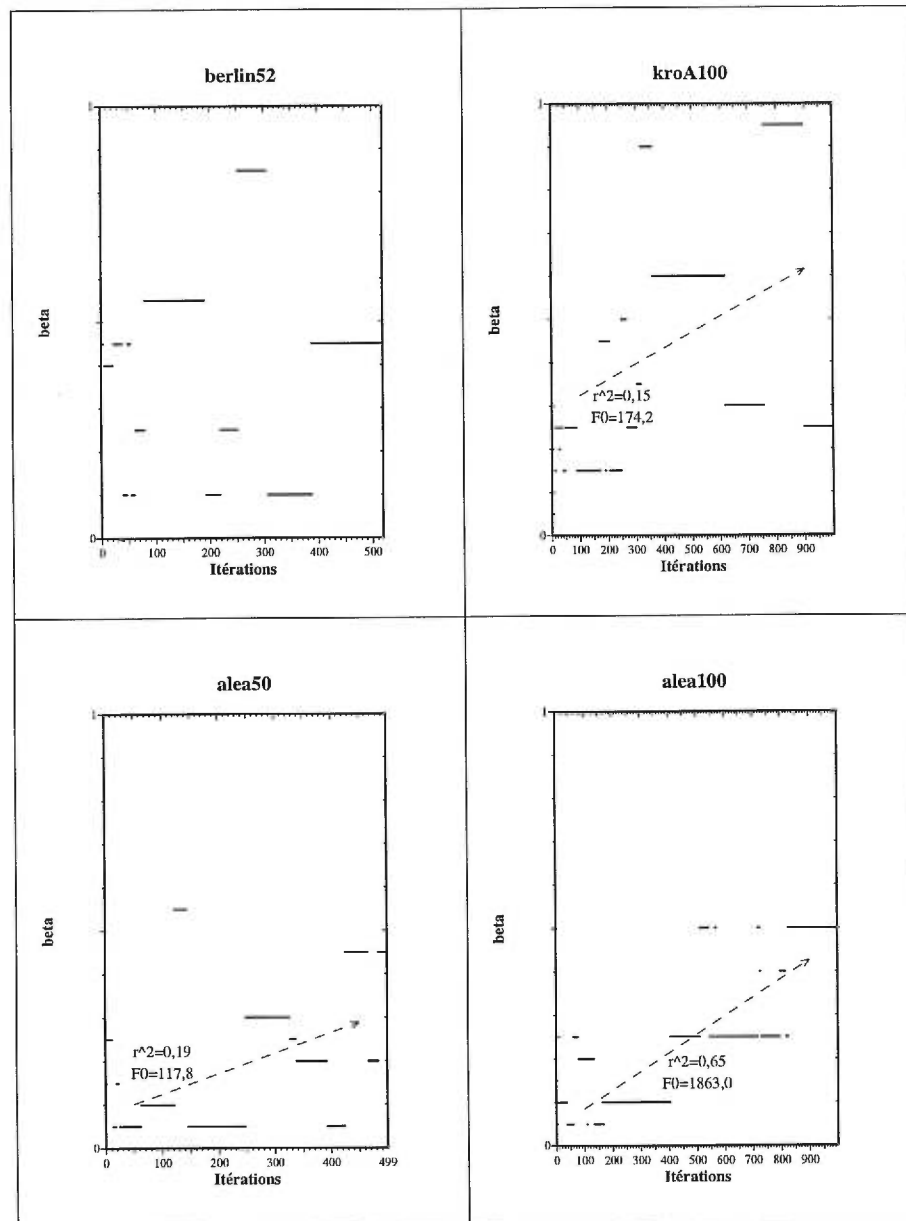 berlin52
1
beta
0
0 100 200 300 400 500
Itérations
kroA100
1
beta
r^2=0,15
F0=174,2
0
0 100 200 300 400 500 600 700 800 900
Itérations
alea50
1
beta
r^2=0,19
F0=117,8
0
0 100 200 300 400 499
Itérations
alea100
1
beta
r^2=0,65
F0=1863,0
0
0 100 200 300 400 500 600 700 800 900
Itérations